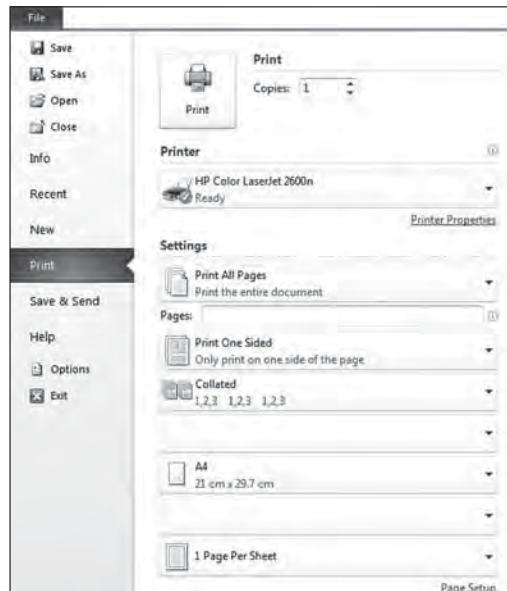 File
Save
Save As
Open
Close
Info
Recent
New
Print
Save & Send
Help
Options
Exit
Print
Print
Copies: 1
Printer
HP Color LaserJet 2600n
Ready
Printer Properties
Settings
Print All Pages
Print the entire document
Pages:
Print One Sided
Only print on one side of the page
Collated
1,2,3 1,2,3 1,2,3
A4
21 cm x 29.7 cm
1 Page Per Sheet
Page Setup